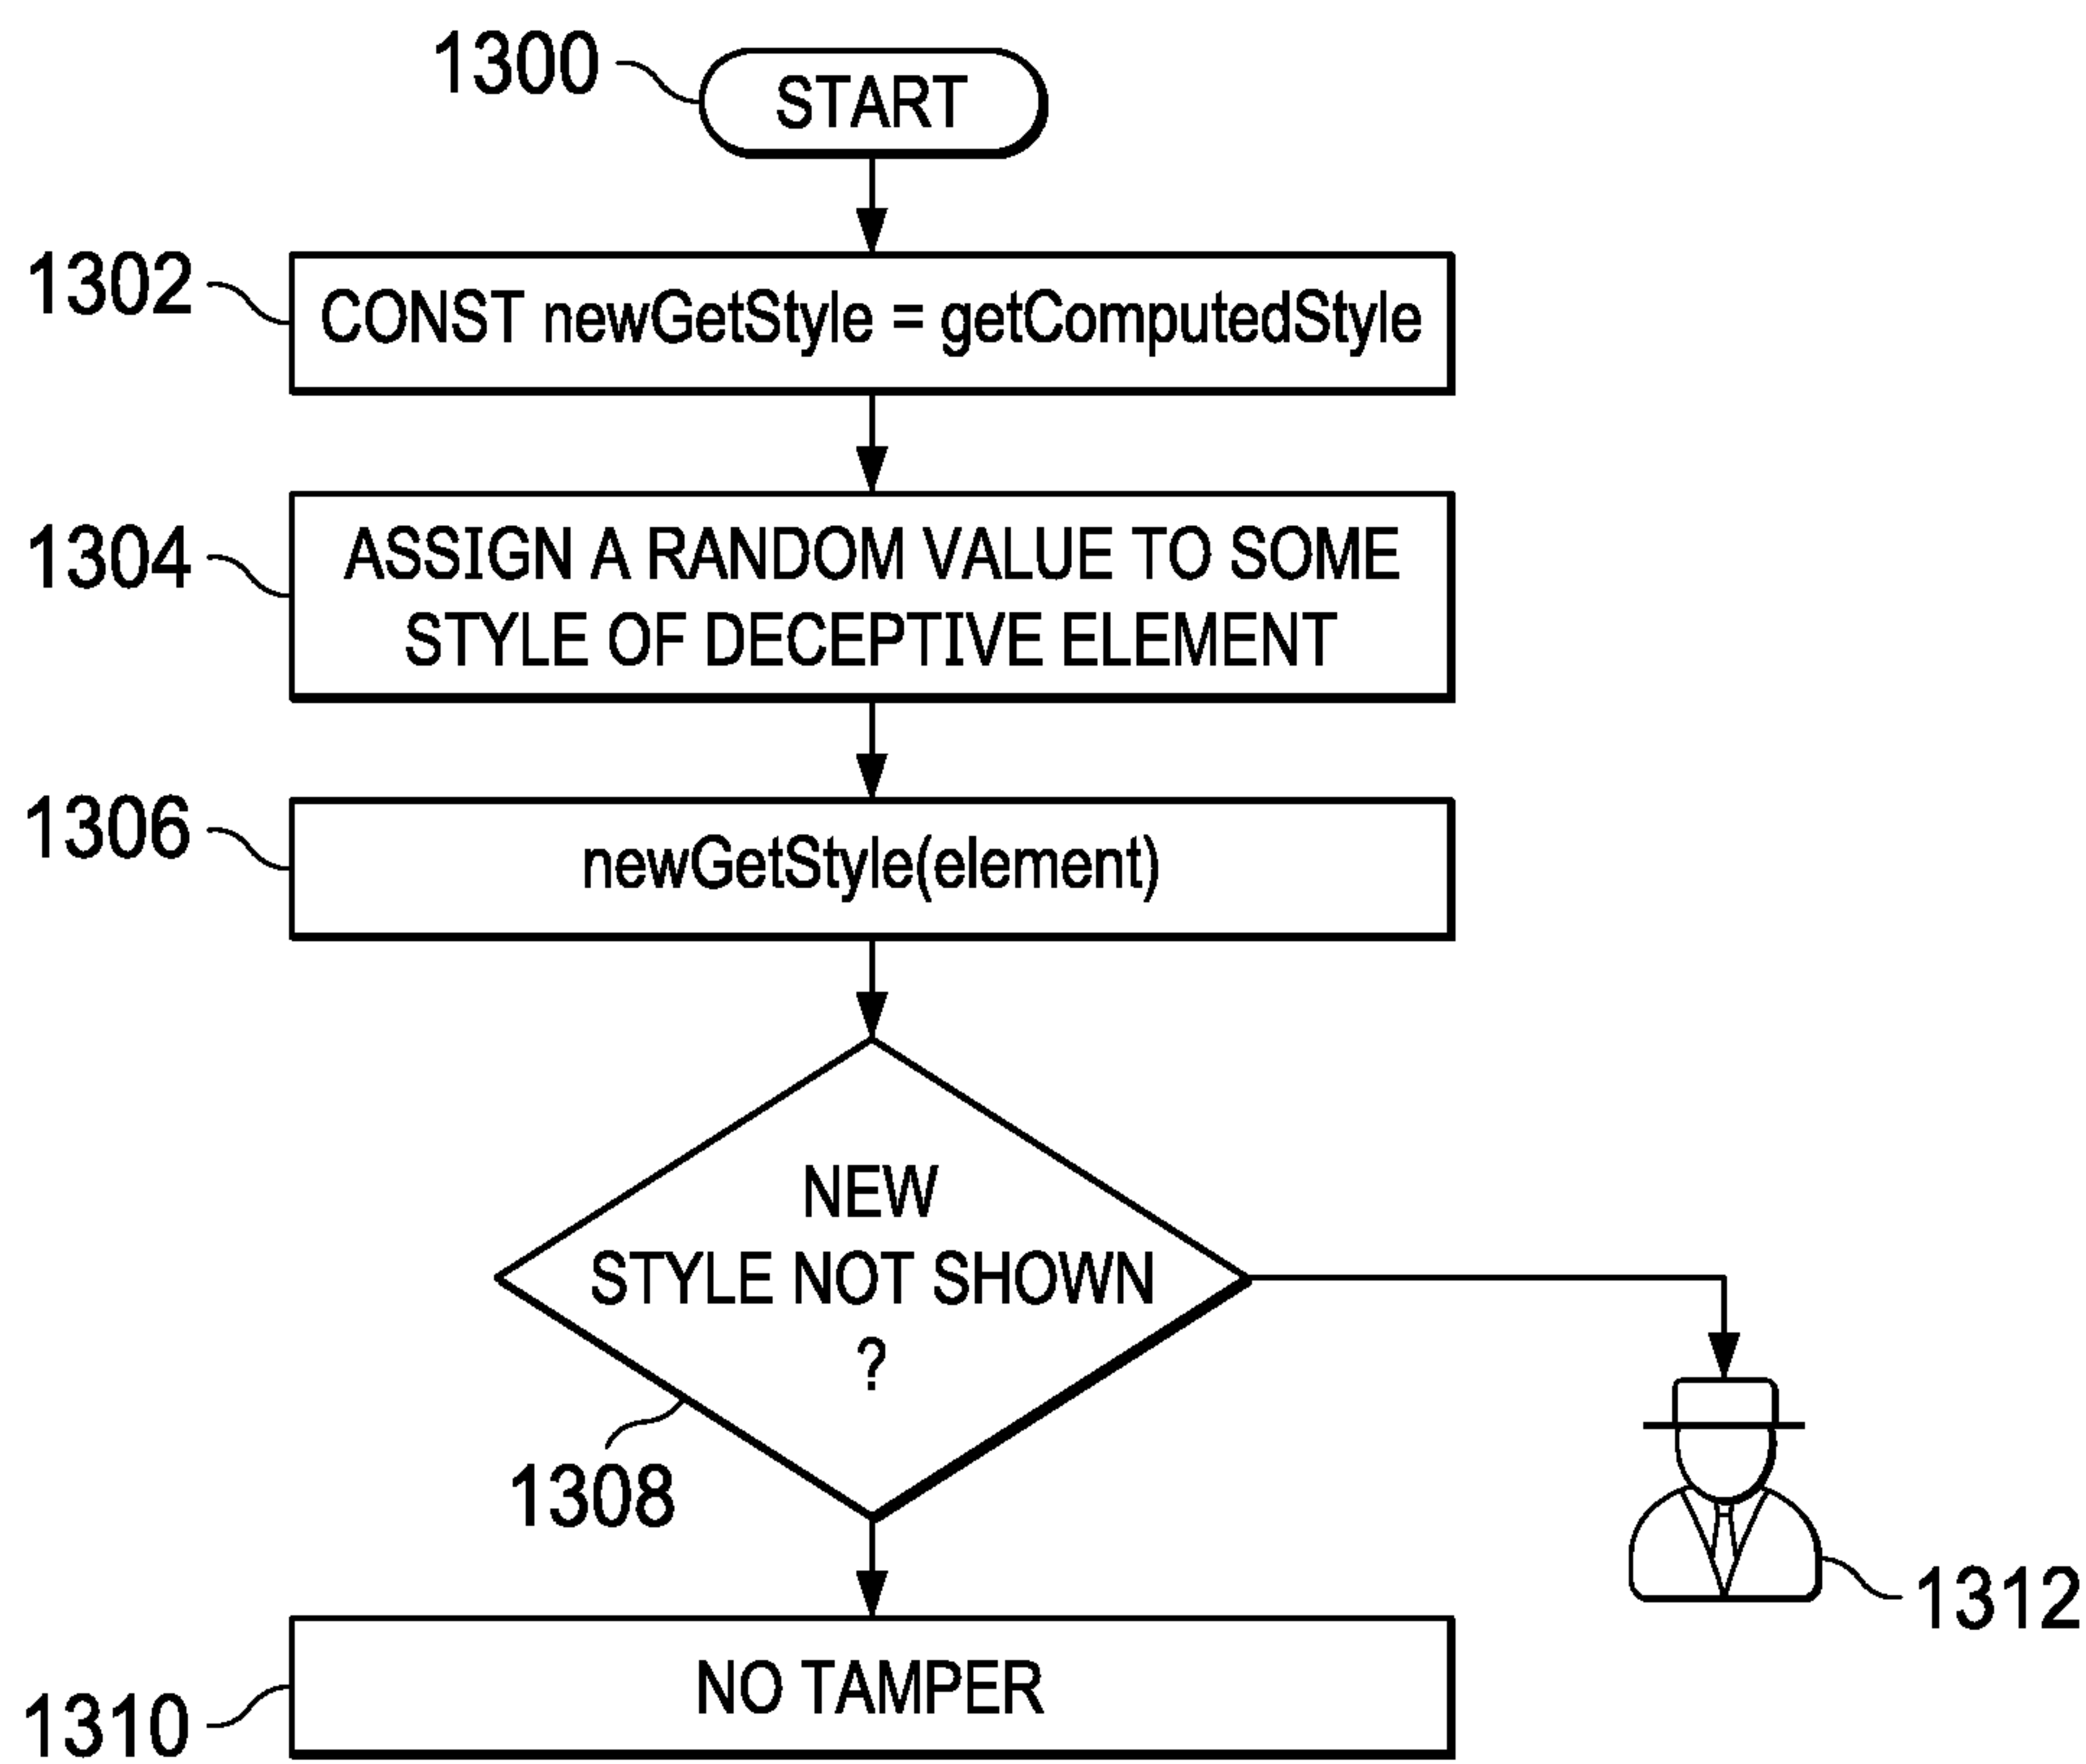 1300
START
1302
CONST newGetStyle = getComputedStyle
1304
ASSIGN A RANDOM VALUE TO SOME
STYLE OF DECEPTIVE ELEMENT
1306
newGetStyle(element)
NEW
STYLE NOT SHOWN
?
1308
1312
NO TAMPER
1310